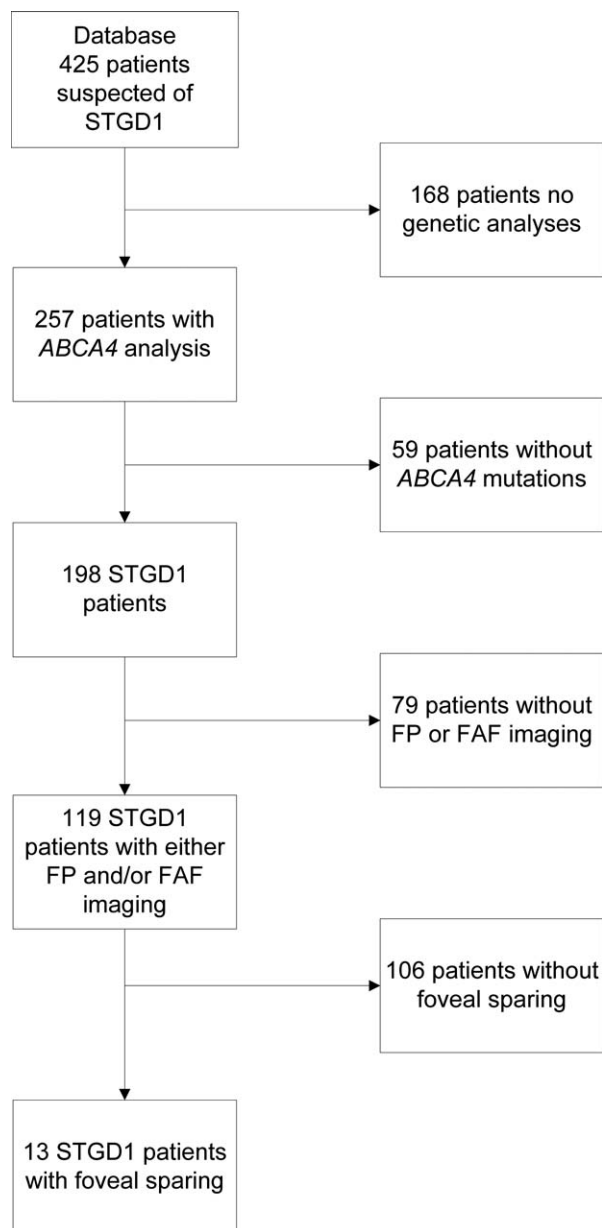 Database
425 patients
suspected of
STGD1
168 patients no
genetic analyses
257 patients with
ABCA4 analysis
59 patients without
ABCA4 mutations
198 STGD1
patients
79 patients without
FP or FAF imaging
119 STGD1
patients with either
FP and/or FAF
imaging
106 patients without
foveal sparing
13 STGD1 patients
with foveal sparing